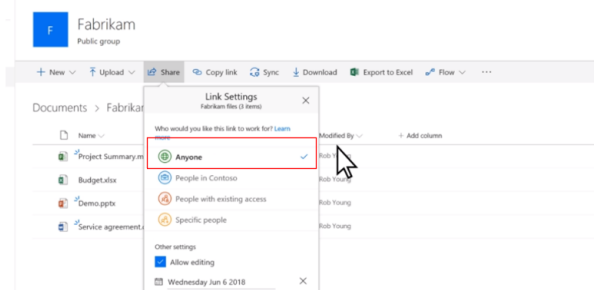 F
Fabrikam
Public group
+ New Upload Share Copy link Sync Download Export to Excel Flow ...
Link Settings
Fabrikam files (3 items)
Documents > Fabrikar
Who would you like this link to work for? Learn
more
Name Modified By + Add column
Project Summary.m Rob
Anyone
Budget.xlsx Rob Young
People in Contoso
Demo.pptx Rob Young
People with existing access
Service agreement. Rob Young
Specific people
Other settings
Allow editing
Wednesday Jun 6 2018